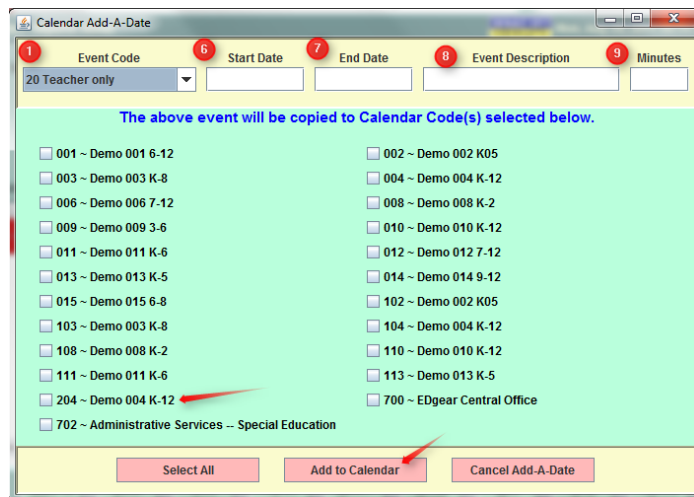 Calendar Add-A-Date
1 Event Code 6 Start Date 7 End Date 8 Event Description 9 Minutes
20 Teacher only
The above event will be copied to Calendar Code(s) selected below.
001 ~ Demo 001 6-12 002 ~ Demo 002 K05
003 ~ Demo 003 K-8 004 ~ Demo 004 K-12
006 ~ Demo 006 7-12 008 ~ Demo 008 K-2
009 ~ Demo 009 3-6 010 ~ Demo 010 K-12
011 ~ Demo 011 K-6 012 ~ Demo 012 7-12
013 ~ Demo 013 K-5 014 ~ Demo 014 9-12
015 ~ Demo 015 6-8 102 ~ Demo 002 K05
103 ~ Demo 003 K-8 104 ~ Demo 004 K-12
108 ~ Demo 008 K-2 110 ~ Demo 010 K-12
111 ~ Demo 011 K-6 113 ~ Demo 013 K-5
204 ~ Demo 004 K-12 700 ~ EDgear Central Office
702 ~ Administrative Services -- Special Education
Select All Add to Calendar Cancel Add-A-Date